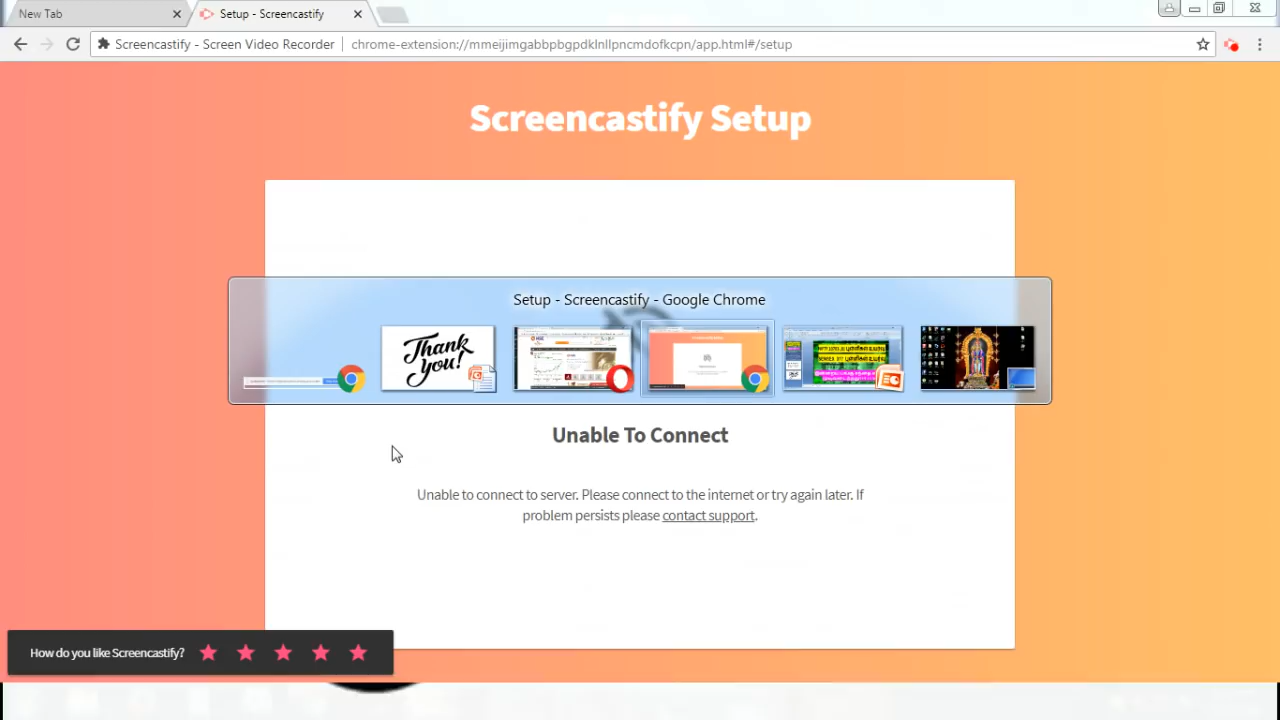 New Tab
Setup - Screencastify
Screencastify - Screen Video Recorder
chrome-extension://mmeijimgabbpbgpdklnllpncmdofkcpn/app.html#/setup
Screencastify Setup
Setup - Screencastify - Google Chrome
Thank
you!
Unable To Connect
Unable to connect to server. Please connect to the internet or try again later. If
problem persists please contact support.
How do you like Screencastify?